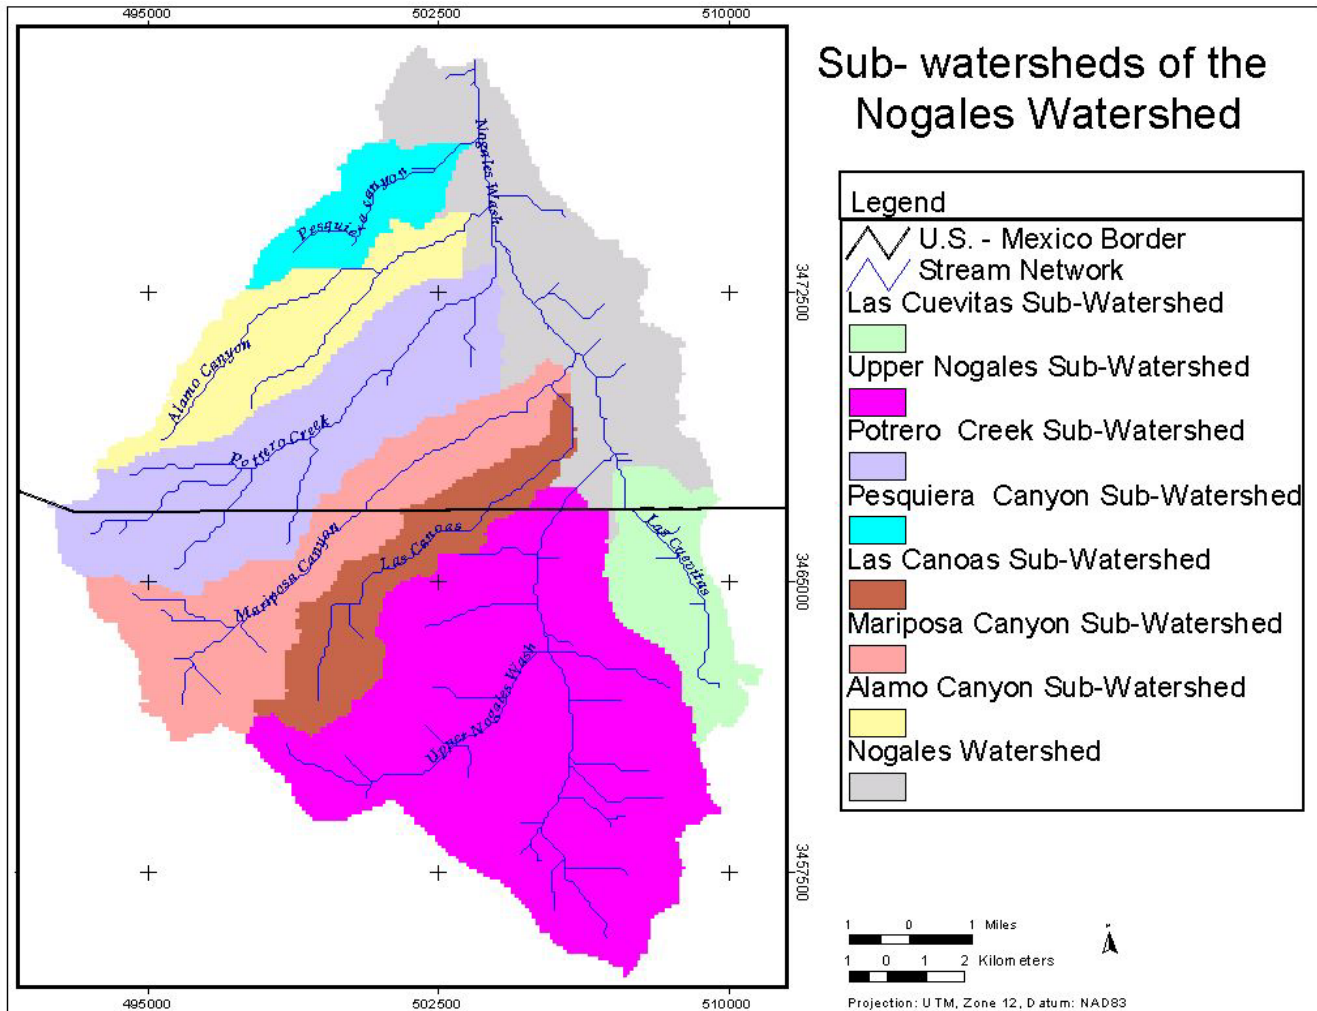 495000
502500
510000
Sub- watersheds of the
Nogales Watershed
Nogales Wash
Pesquiera canyon
Alamo Canyon
Potrero Creek
Mariposa Canyon
Las Canoas
Las Cuevitas
Upper Nogales Wash
3472500
3465000
3457500
495000
502500
510000
Legend
U.S. - Mexico Border
Stream Network
Las Cuevitas Sub-Watershed
Upper Nogales Sub-Watershed
Potrero Creek Sub-Watershed
Pesquiera Canyon Sub-Watershed
Las Canoas Sub-Watershed
Mariposa Canyon Sub-Watershed
Alamo Canyon Sub-Watershed
Nogales Watershed
1 0 1 Miles
1 0 1 2 Kilometers
Projection: UTM, Zone 12, Datum: NAD83